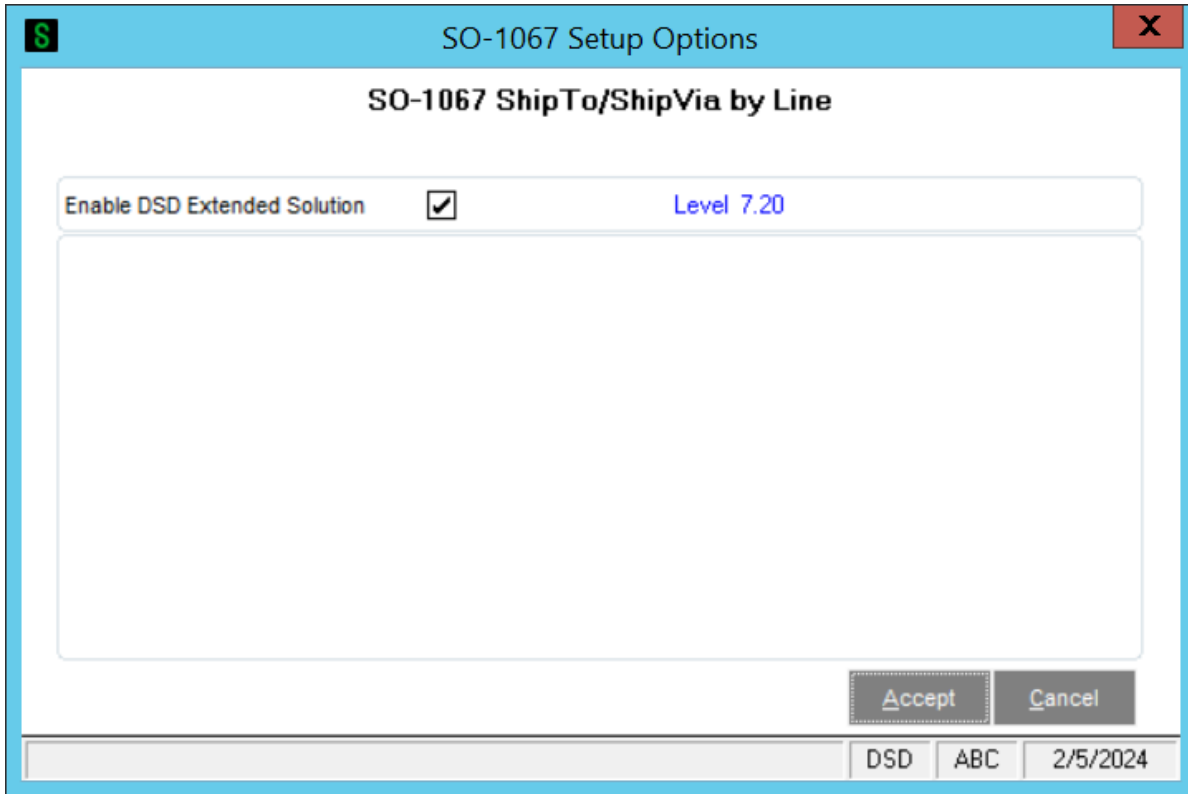 S
SO-1067 Setup Options
X
SO-1067 ShipTo/ShipVia by Line
Enable DSD Extended Solution
Level 7.20
Accept
Cancel
DSD
ABC
2/5/2024